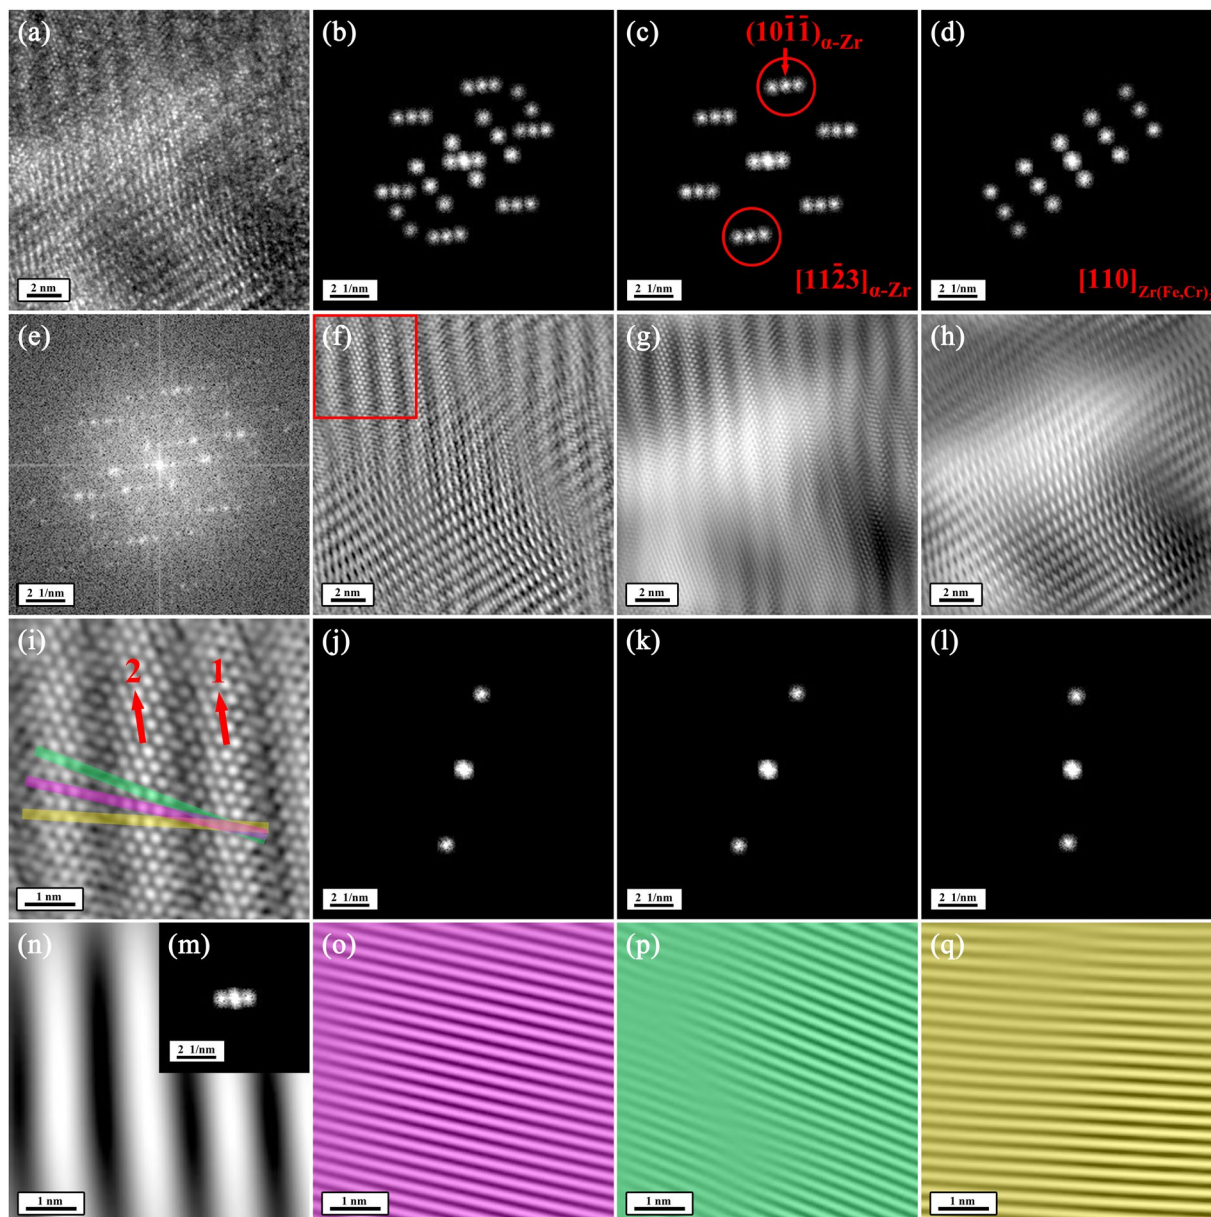 (a)
2 nm
(b)
2 1/nm
(c)
(101̄1̄)α-Zr
[112̄3]α-Zr
2 1/nm
(d)
[110]Zr(Fe,Cr)
2 1/nm
(e)
2 1/nm
(f)
2 nm
(g)
2 nm
(h)
2 nm
(i)
2
1
1 nm
(j)
2 1/nm
(k)
2 1/nm
(l)
2 1/nm
(n)
1 nm
(m)
2 1/nm
(o)
1 nm
(p)
1 nm
(q)
1 nm